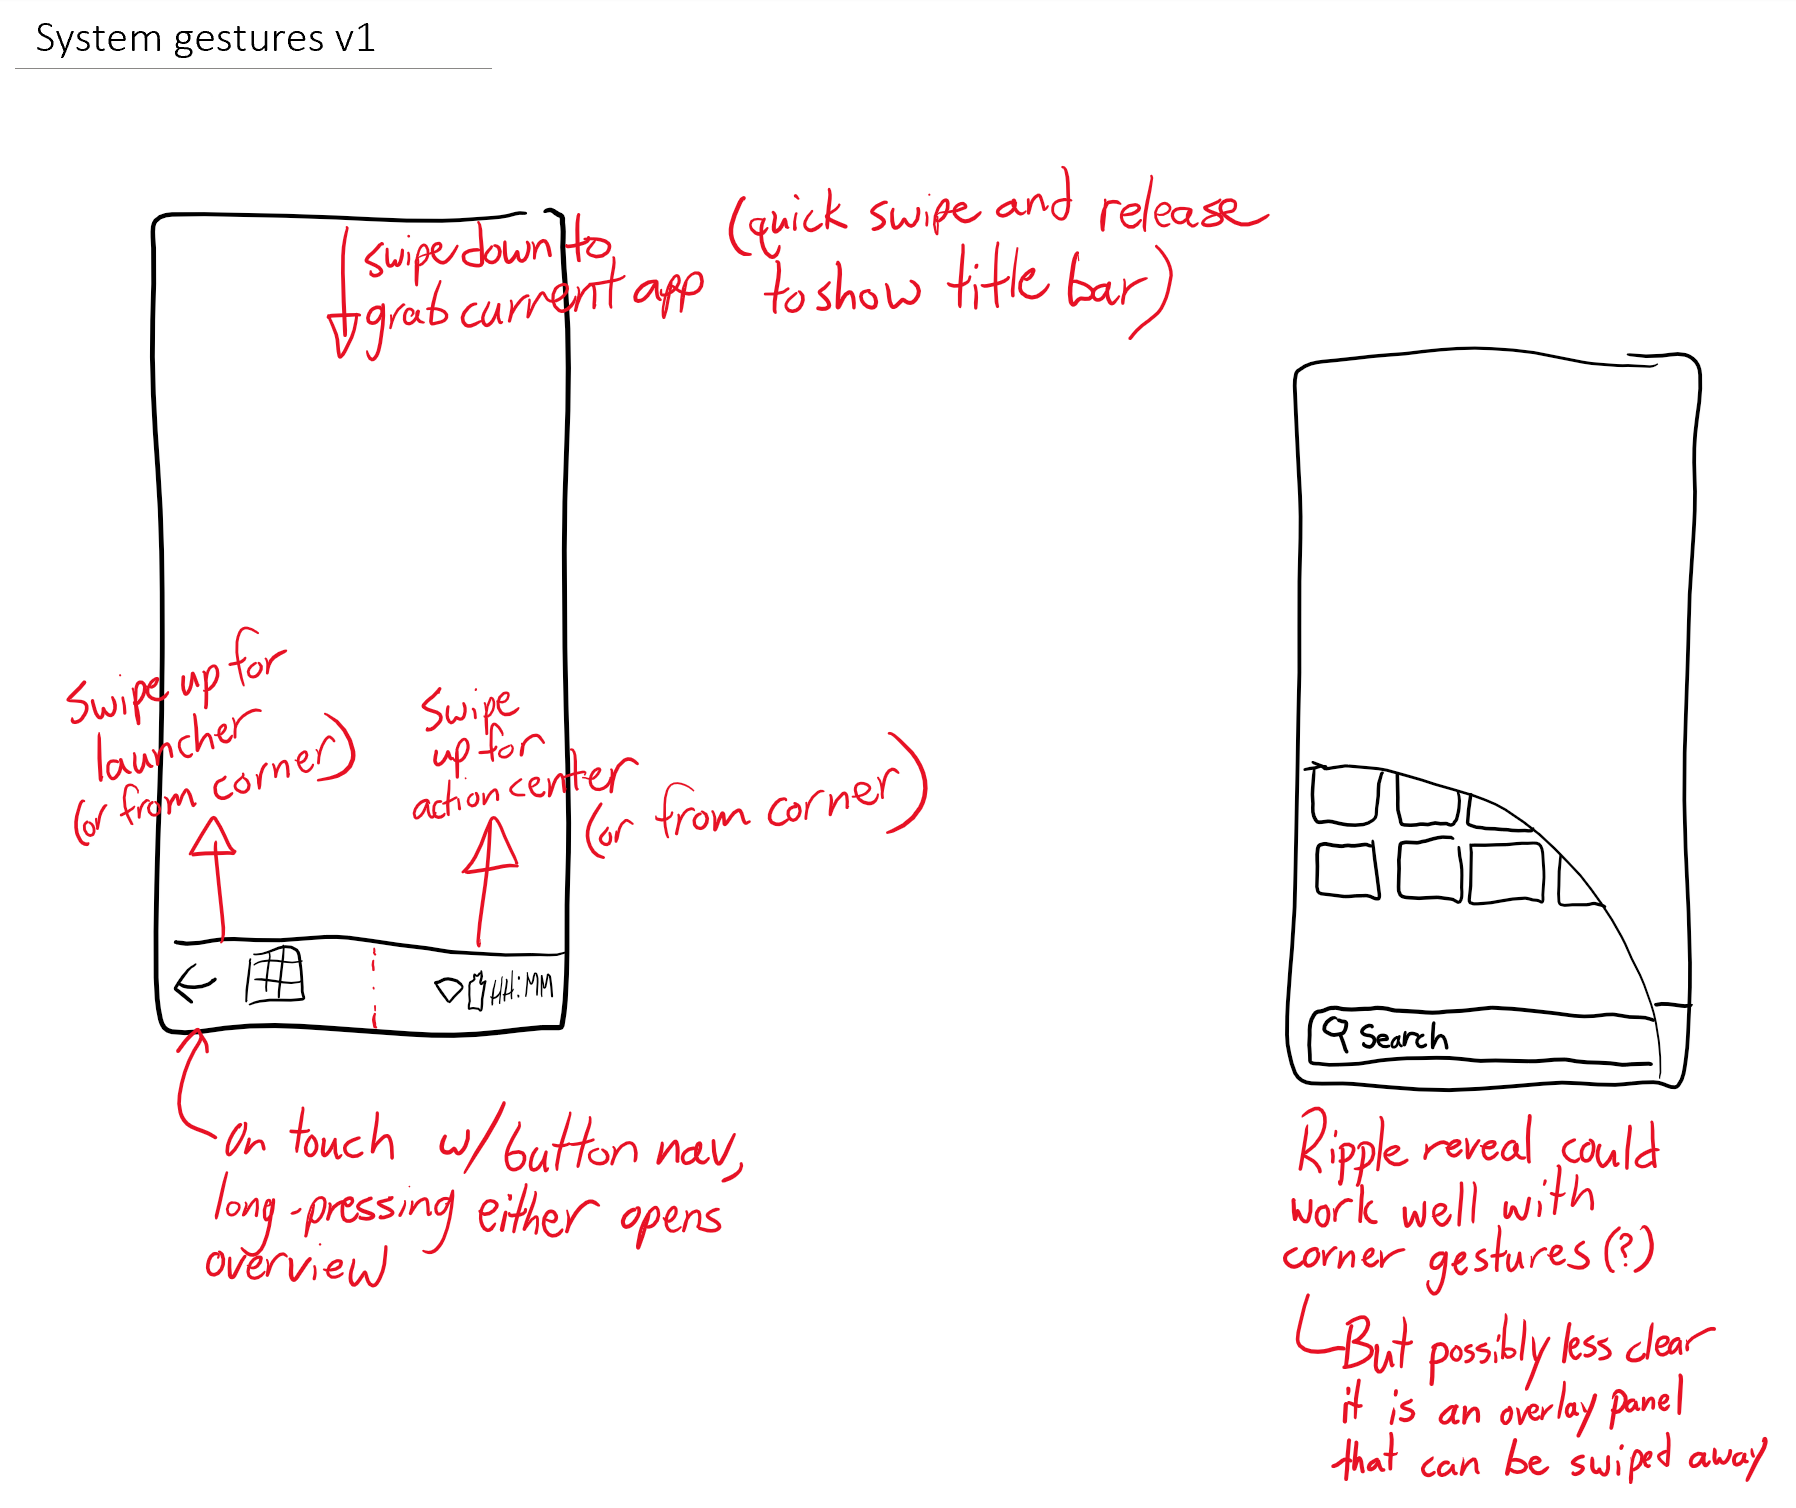 System gestures v1
swipe down to
grab current app
(quick swipe and release
to show title bar)
Swipe up for
launcher
(or from corner)
Swipe
up for
action center
(or from corner)
HH:MM
On touch w/ button nav,
long-pressing either opens
overview
Search
Ripple reveal could
work well with
corner gestures (?)
But possibly less clear
it is an overlay panel
that can be swiped away